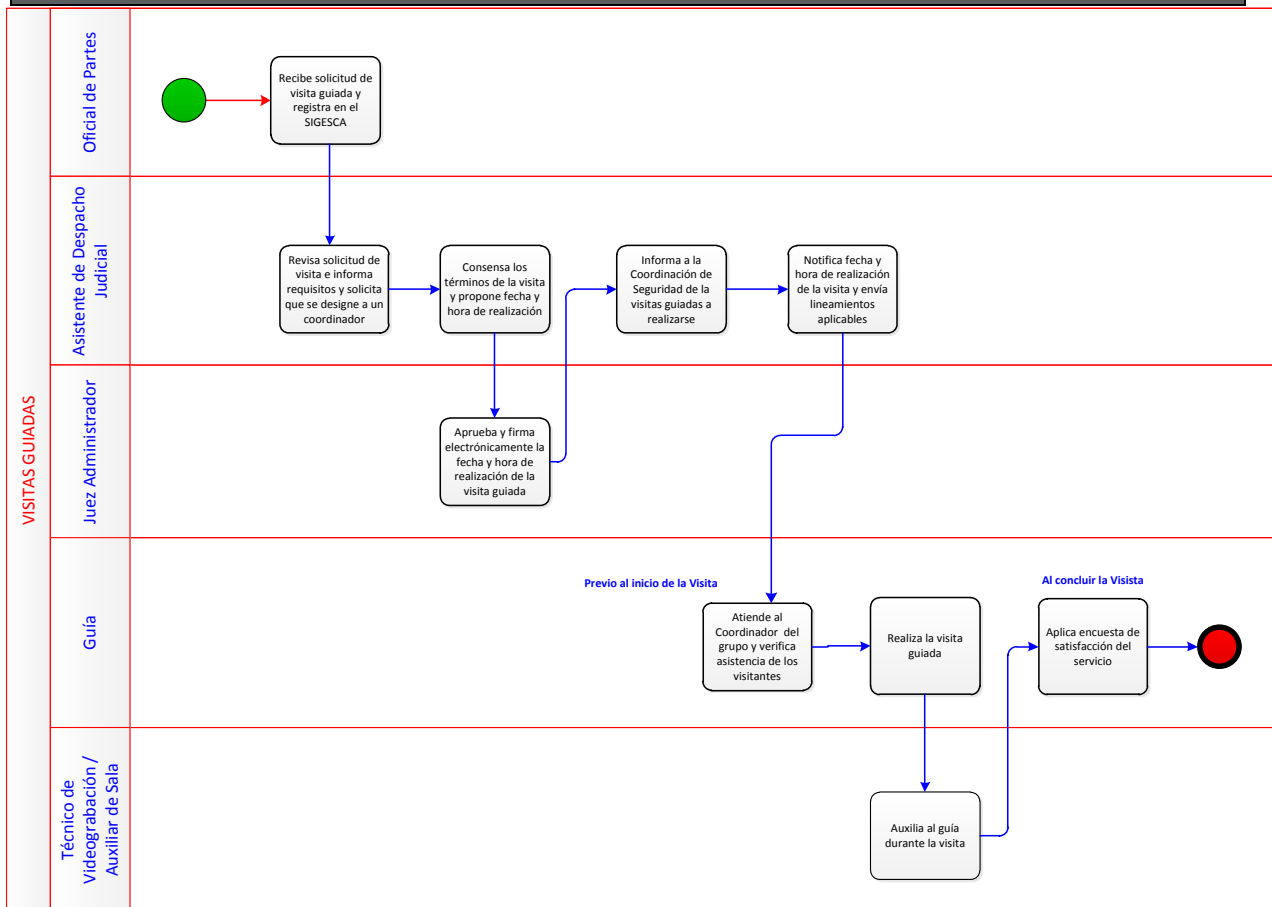 VISITAS GUIADAS
Oficial de Partes
Recibe solicitud de
visita guiada y
registra en el
SIGESCA
Asistente de Despacho
Judicial
Revisa solicitud de
visita e informa
requisitos y solicita
que se designe a un
coordinador
Consensa los
términos de la visita
y propone fecha y
hora de realización
Informa a la
Coordinación de
Seguridad de la
visitas guiadas a
realizarse
Notifica fecha y
hora de realización
de la visita y envía
lineamientos
aplicables
Juez Administrador
Aprueba y firma
electrónicamente la
fecha y hora de
realización de la
visita guiada
Guía
Previo al inicio de la Visita
Atiende al
Coordinador del
grupo y verifica
asistencia de los
visitantes
Realiza la visita
guiada
Al concluir la Visista
Aplica encuesta de
satisfacción del
servicio
Técnico de
Videograbación /
Auxiliar de Sala
Auxilia al guía
durante la visita